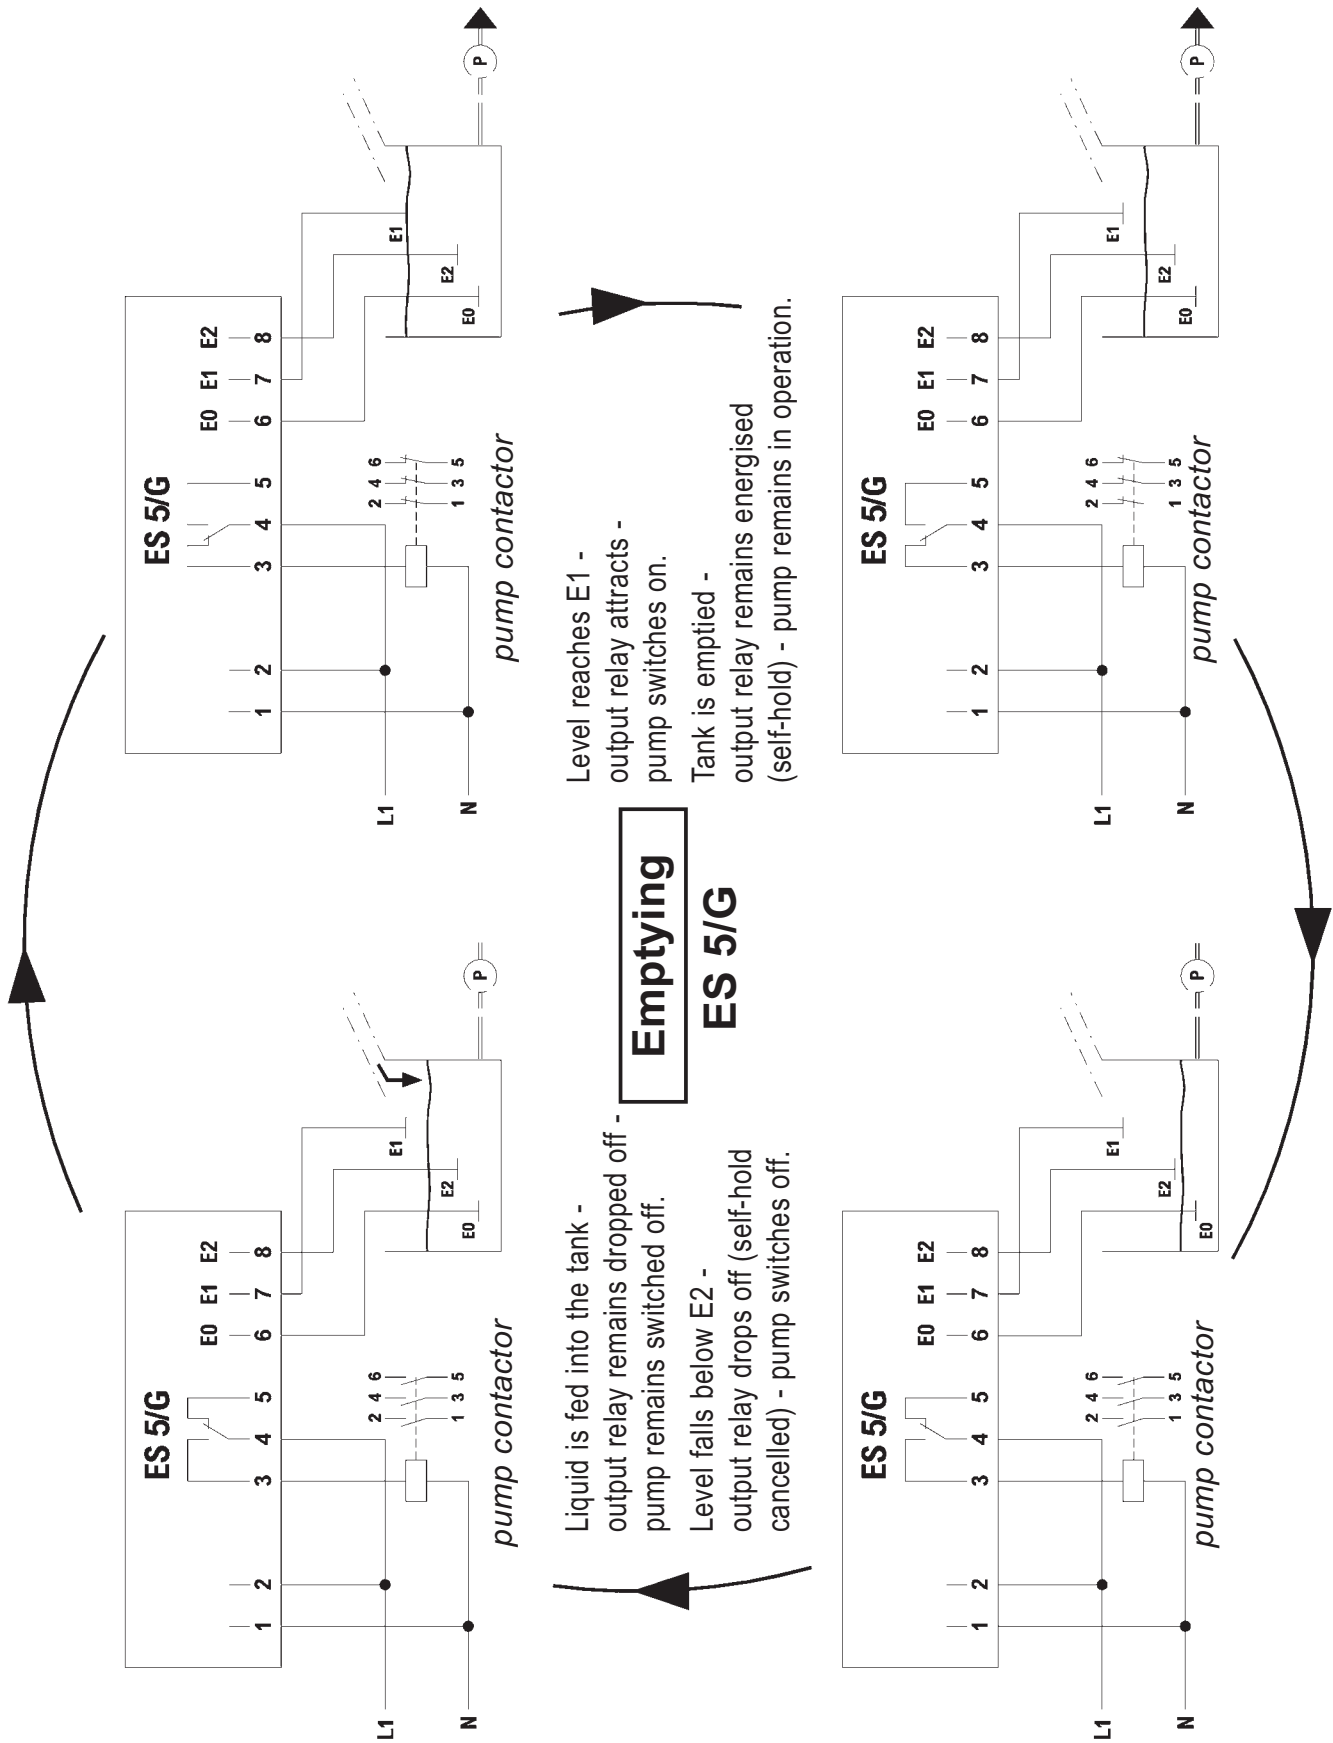 ES 5/G
E0 E1 E2
1 2 3 4 5 6 7 8
2 4 6
L1
E1
E2
1 3 5
N
E0
P
pump contactor
ES 5/G
E0 E1 E2
1 2 3 4 5 6 7 8
2 4 6
L1
E1
E2
1 3 5
N
E0
P
pump contactor
Liquid is fed into the tank -
output relay remains dropped off -
pump remains switched off.
Level falls below E2 -
output relay drops off (self-hold
cancelled) - pump switches off.
Emptying
ES 5/G
Level reaches E1 -
output relay attracts -
pump switches on.
Tank is emptied -
output relay remains energised
(self-hold) - pump remains in operation.
ES 5/G
E0 E1 E2
1 2 3 4 5 6 7 8
2 4 6
L1
E1
E2
1 3 5
N
E0
P
pump contactor
ES 5/G
E0 E1 E2
1 2 3 4 5 6 7 8
2 4 6
L1
E1
E2
1 3 5
N
E0
P
pump contactor